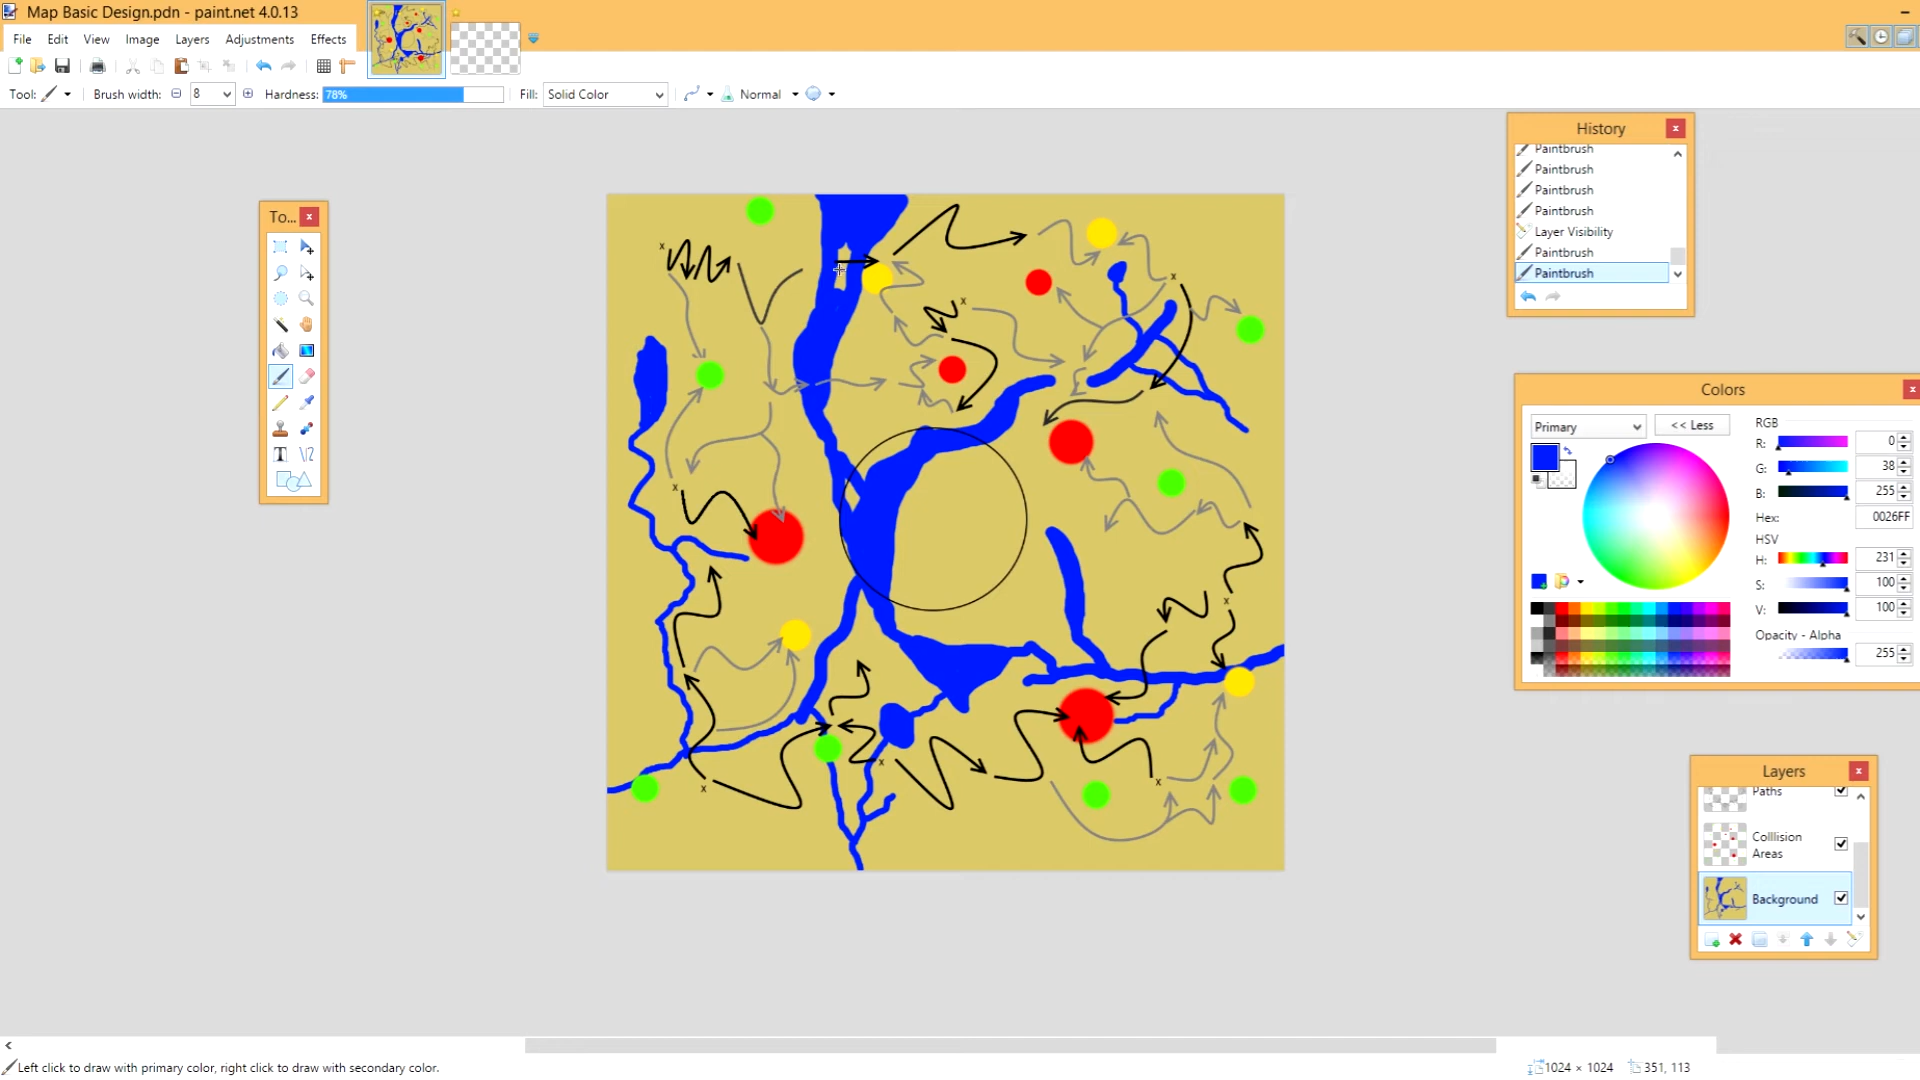 Map Basic Design.pdn - paint.net 4.0.13
File Edit View Image Layers Adjustments Effects
Tool: Brush width: 8 Hardness: 78% Fill: Solid Color Normal
To...
History
Paintbrush
Paintbrush
Paintbrush
Paintbrush
Layer Visibility
Paintbrush
Paintbrush
Colors
Primary << Less
RGB
R: 0
G: 38
B: 255
Hex: 0026FF
HSV
H: 231
S: 100
V: 100
Opacity - Alpha
255
Layers
Paths
Colllision
Areas
Background
x
x
x
x
x
x
x
x
Left click to draw with primary color, right click to draw with secondary color.
1024 × 1024 351, 113